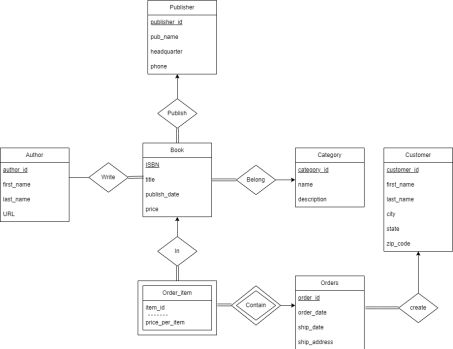 Publisher
publisher_id
pub_name
headquarter
phone
Publish
Author
author_id
first_name
last_name
URL
Write
Book
ISBN
title
publish_date
price
Belong
Category
category_id
name
description
Customer
customer_id
first_name
last_name
city
state
zip_code
In
Order_item
item_id
price_per_item
Contain
Orders
order_id
order_date
ship_date
ship_address
create